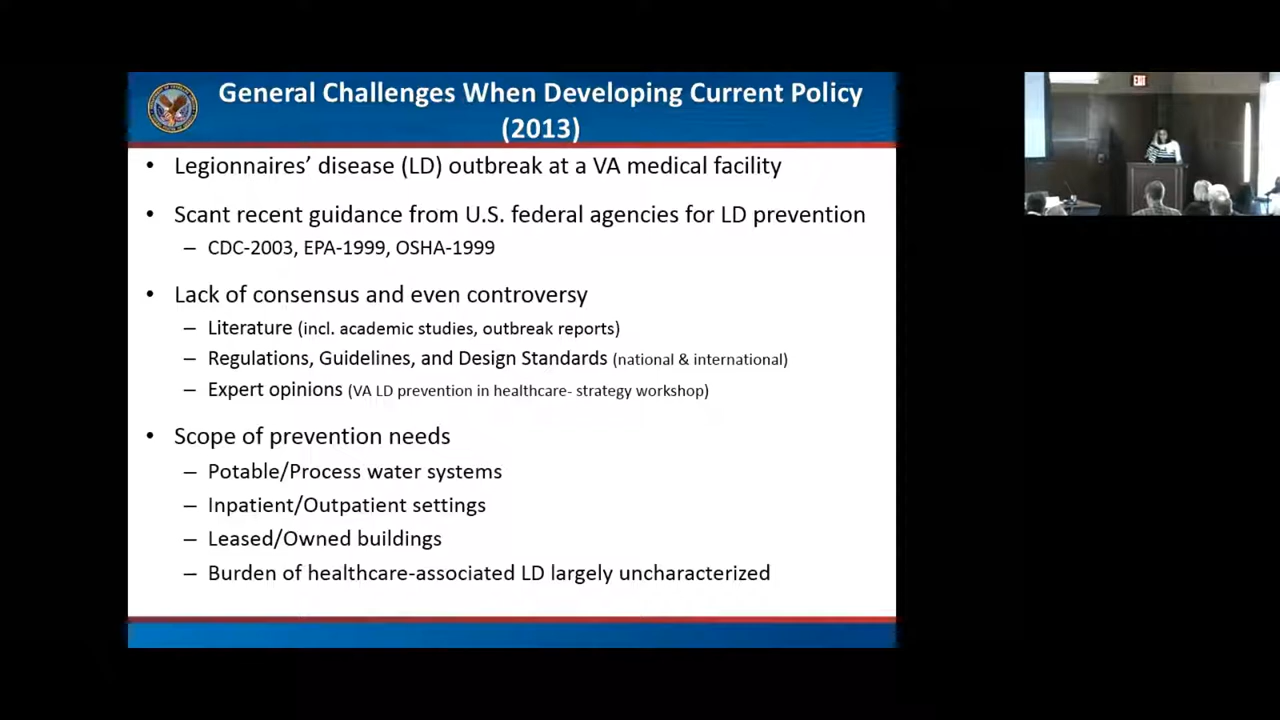 General Challenges When Developing Current Policy
(2013)
• Legionnaires’ disease (LD) outbreak at a VA medical facility
• Scant recent guidance from U.S. federal agencies for LD prevention
– CDC-2003, EPA-1999, OSHA-1999
• Lack of consensus and even controversy
– Literature (incl. academic studies, outbreak reports)
– Regulations, Guidelines, and Design Standards (national & international)
– Expert opinions (VA LD prevention in healthcare- strategy workshop)
• Scope of prevention needs
– Potable/Process water systems
– Inpatient/Outpatient settings
– Leased/Owned buildings
– Burden of healthcare-associated LD largely uncharacterized
EXIT